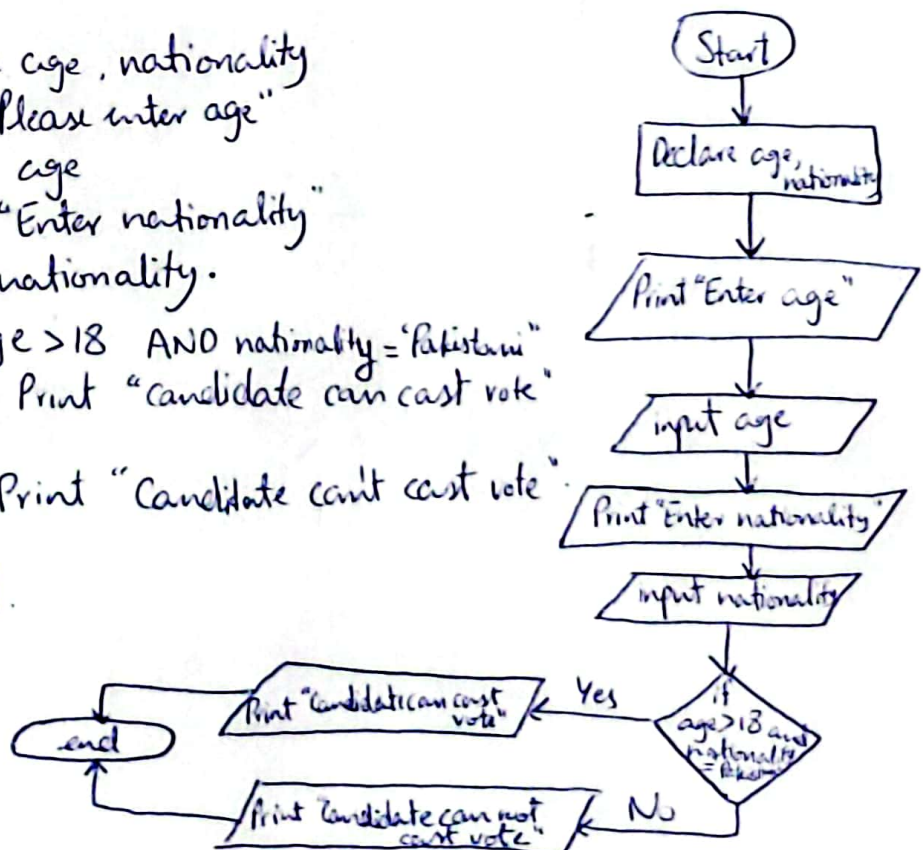 age, nationality
Please enter age"
age
"Enter nationality"
nationality.
ge >18 AND nationality = "Pakistani"
Print "candidate can cast vote"
Print "Candidate can't cast vote".
Start
Declare age,
nationality
Print "Enter age"
input age
Print "Enter nationality"
input nationality
if
age>18 and
nationality
=
Yes
Print "Candidate can cast
vote"
No
Print "Candidate can not
cast vote"
end